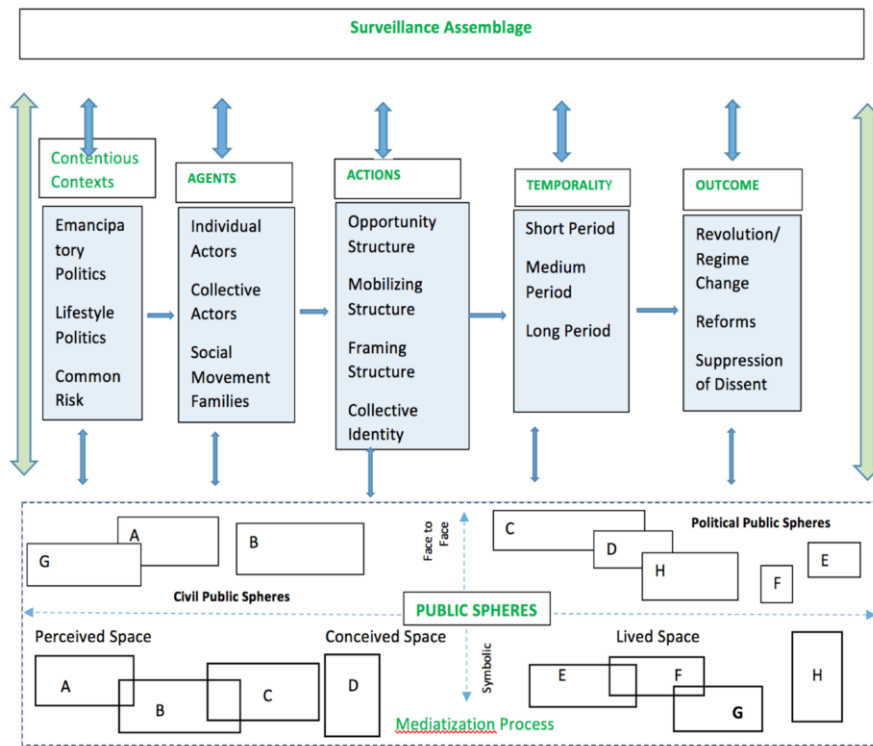 Surveillance Assemblage
Contentious
Contexts
AGENTS
ACTIONS
TEMPORALITY
OUTCOME
Emancipa
tory
Politics
Lifestyle
Politics
Common
Risk
Individual
Actors
Collective
Actors
Social
Movement
Families
Opportunity
Structure
Mobilizing
Structure
Framing
Structure
Collective
Identity
Short Period
Medium
Period
Long Period
Revolution/
Regime
Change
Reforms
Suppression
of Dissent
G
A
B
Face to
Face
C
D
H
Political Public Spheres
F
E
Civil Public Spheres
PUBLIC SPHERES
Perceived Space
Conceived Space
Lived Space
A
B
C
D
Symbolic
E
F
G
H
Mediatization Process